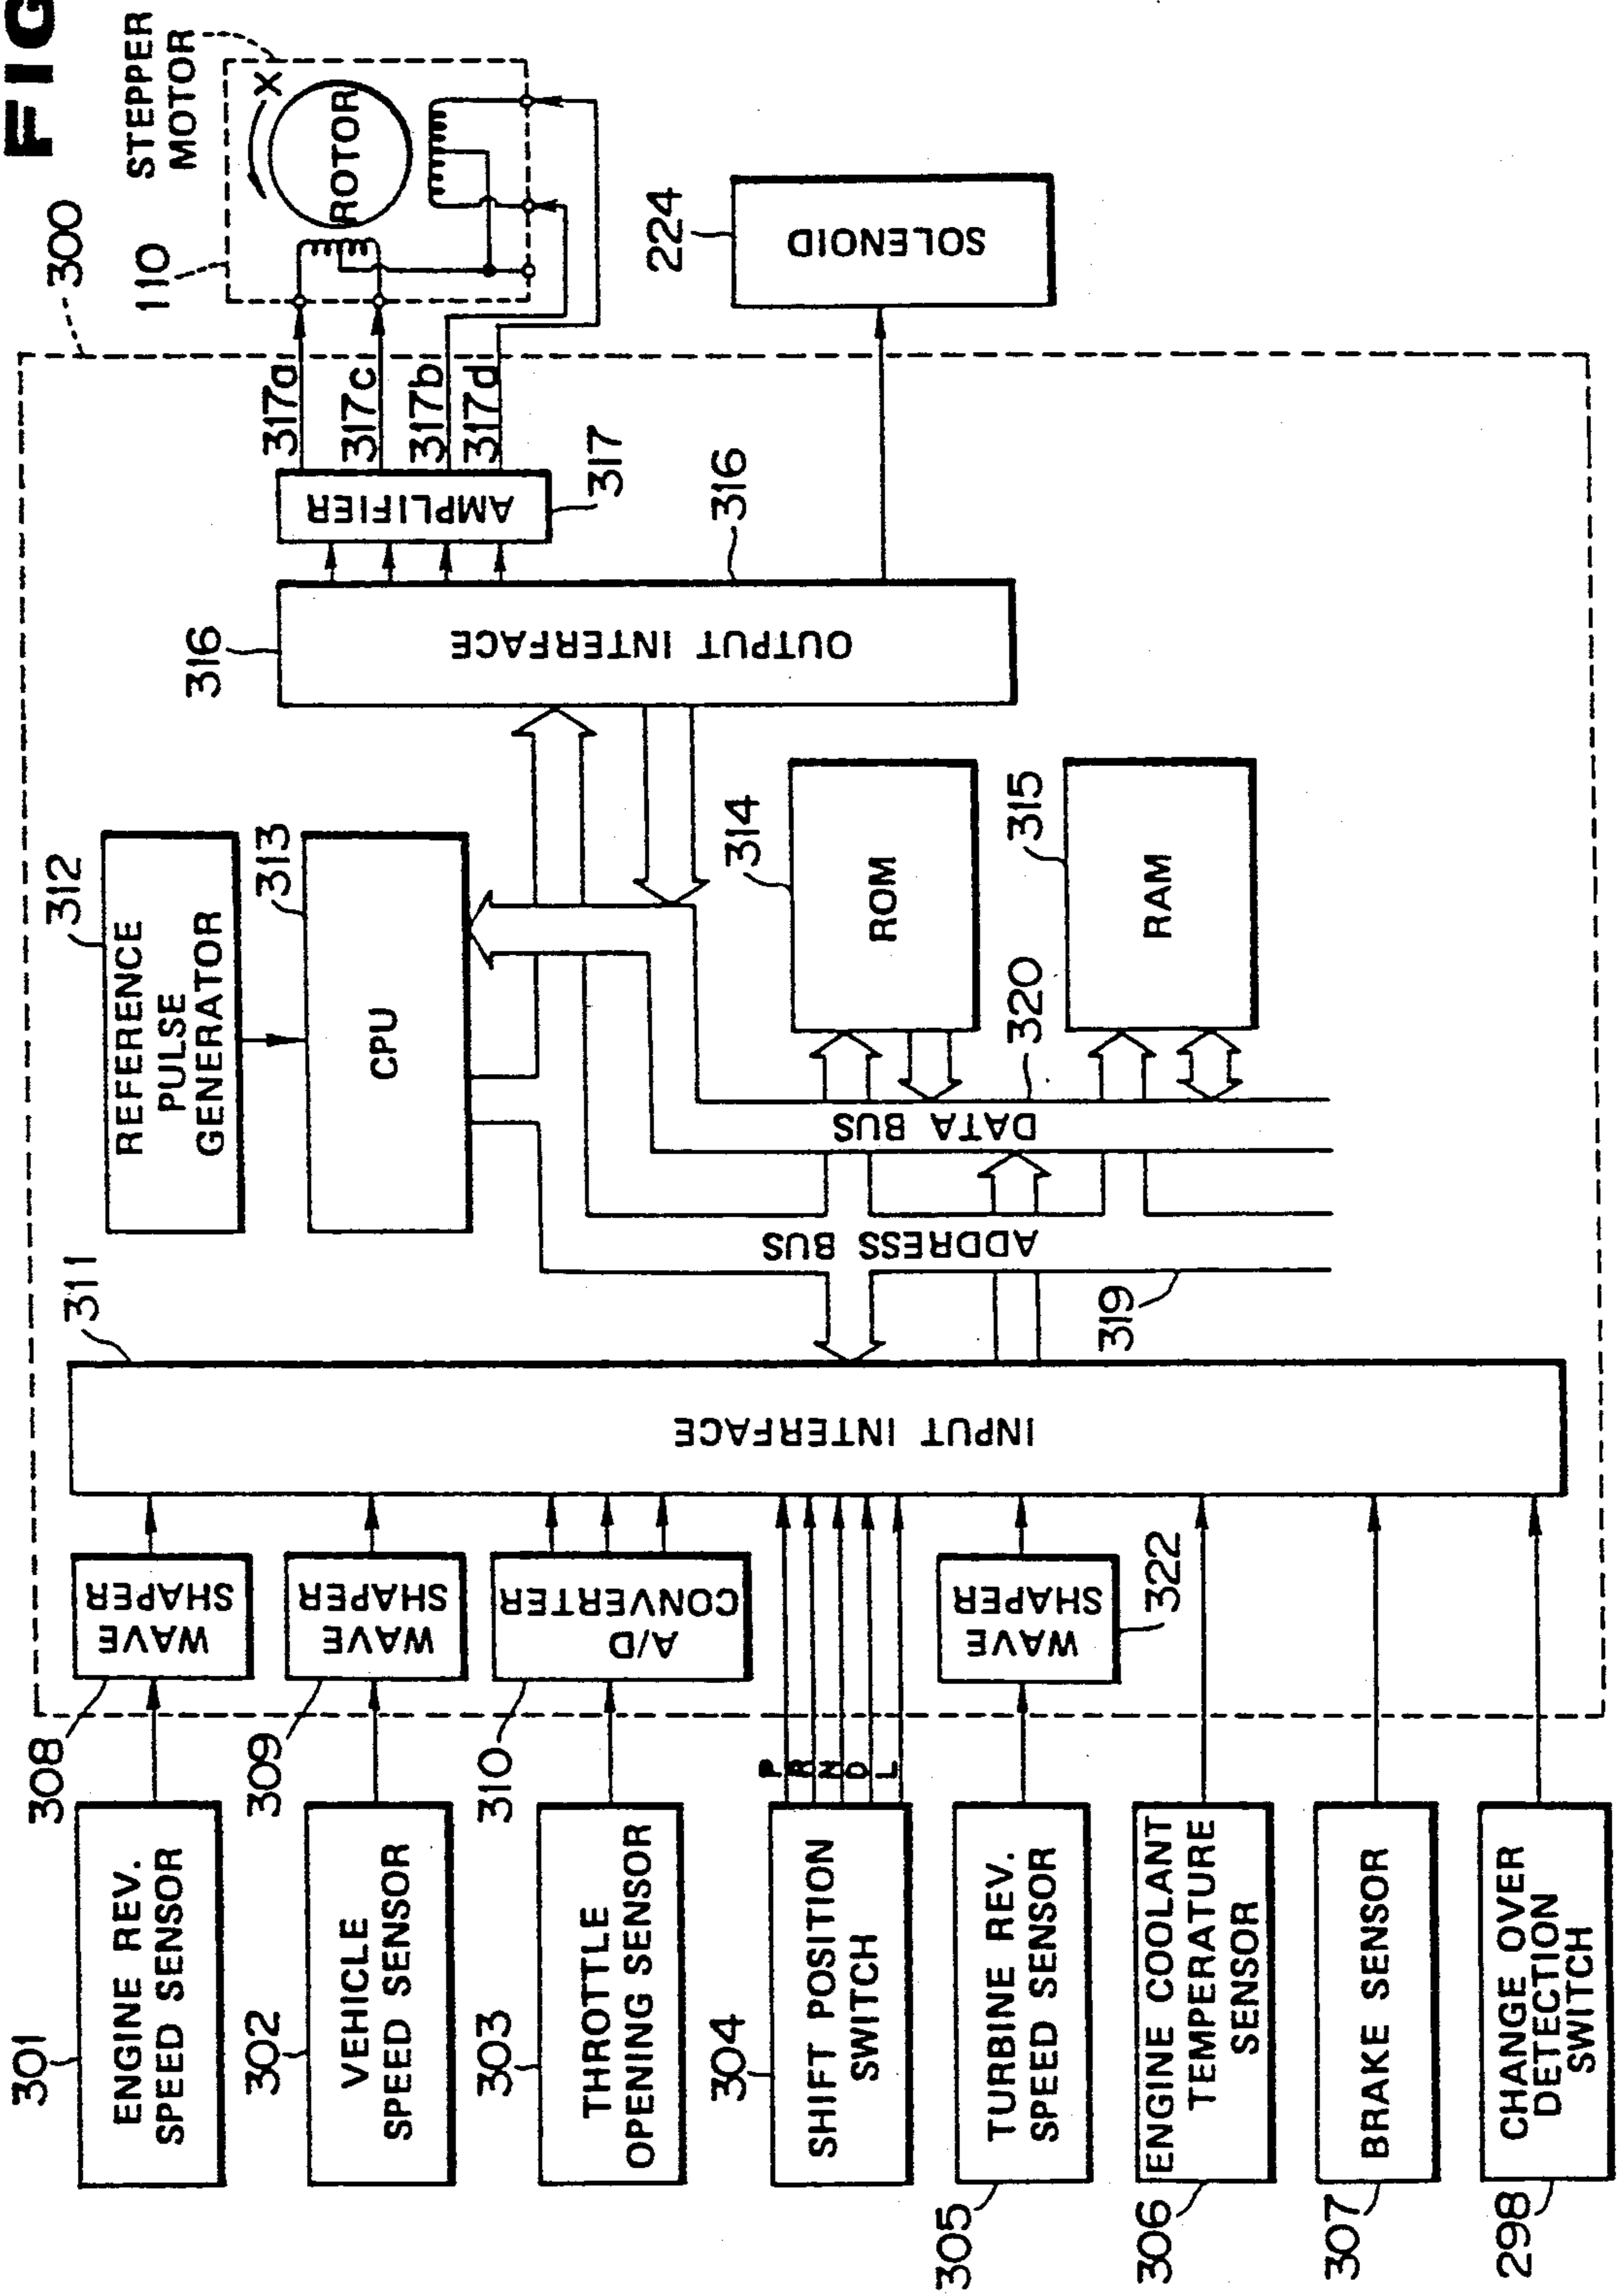 FIG
301
ENGINE REV.
SPEED SENSOR
302
VEHICLE
SPEED SENSOR
303
THROTTLE
OPENING SENSOR
304
SHIFT POSITION
SWITCH
305
TURBINE REV.
SPEED SENSOR
306
ENGINE COOLANT
TEMPERATURE
SENSOR
307
BRAKE SENSOR
298
CHANGE OVER
DETECTION
SWITCH
308
WAVE
SHAPER
309
WAVE
SHAPER
310
A/D
CONVERTER
P
R
N
D
L
WAVE
SHAPER
322
311
INPUT INTERFACE
312
REFERENCE
PULSE
GENERATOR
313
CPU
ADDRESS BUS
319
DATA BUS
320
314
ROM
315
RAM
316
OUTPUT INTERFACE
316
AMPLIFIER
317
317a
317c
317b
317d
300
110
STEPPER
MOTOR
ROTOR
X
224
SOLENOID